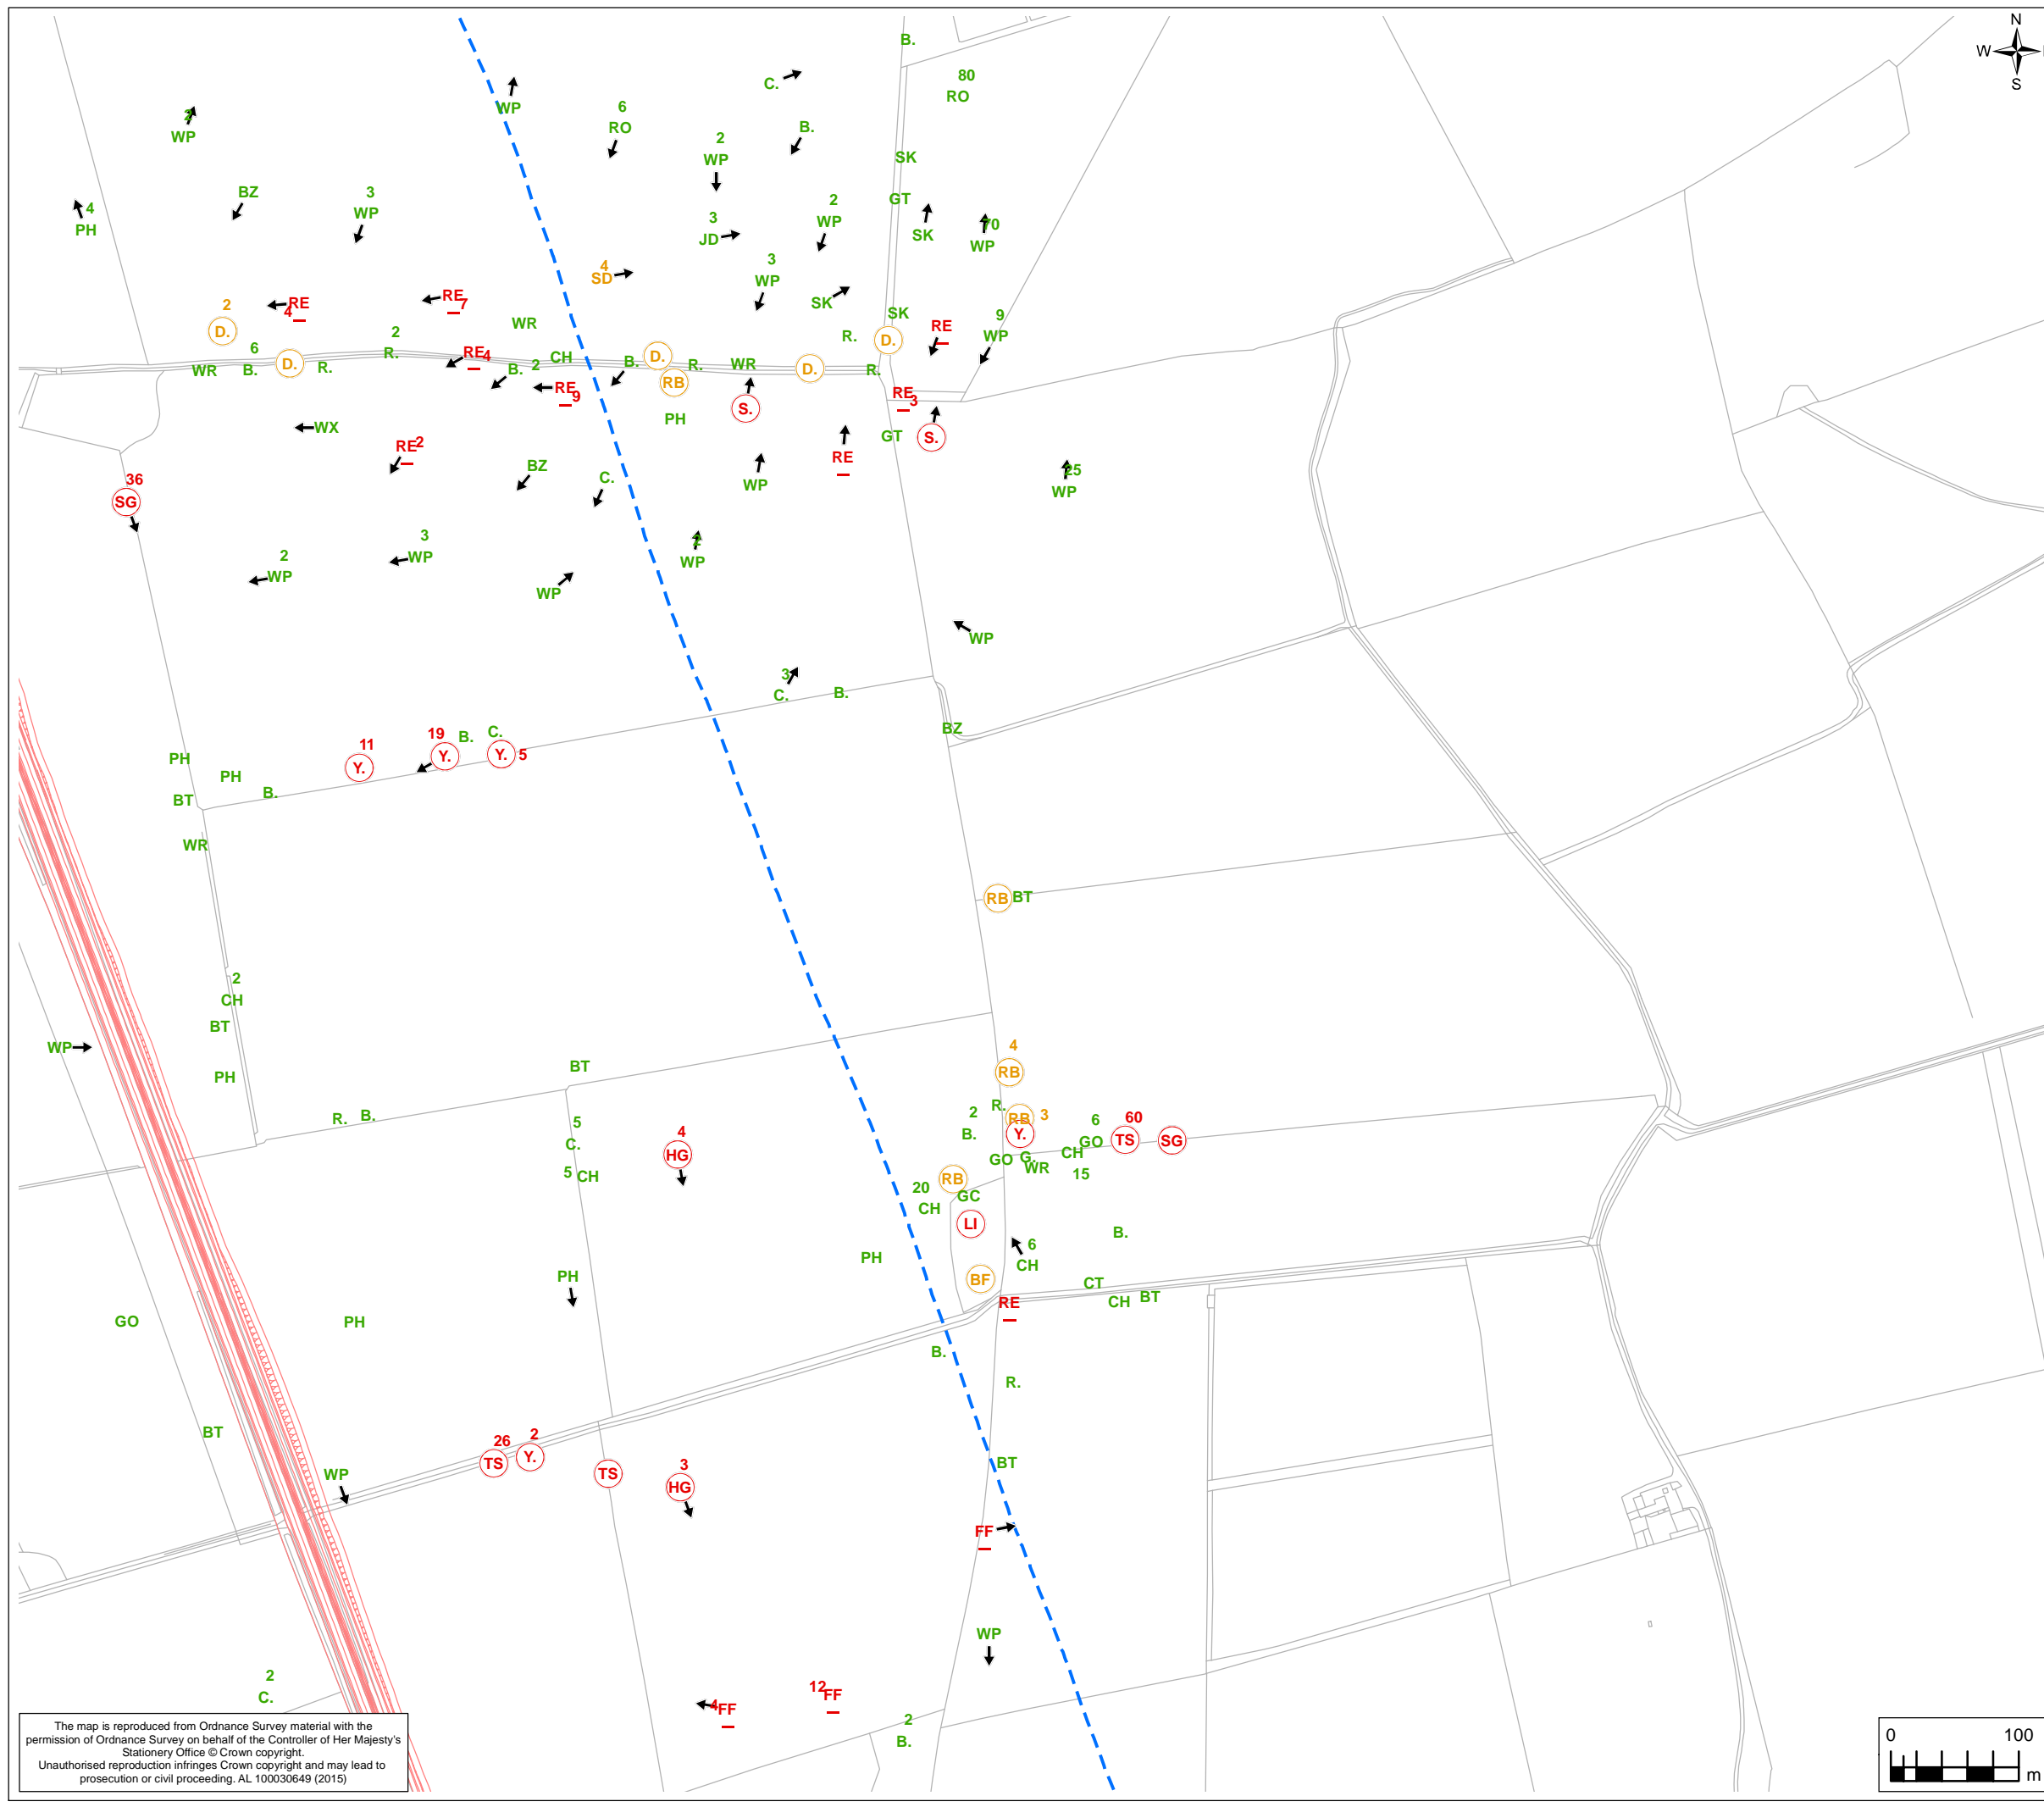 N
W
S
B.
80
RO
C.
WP
6
RO
B.
2
WP
2
WP
SK
BZ
3
WP
4
PH
GT
2
WP
3
JD
SK
70
WP
4
SD
3
WP
SK
SK
2
D.
RE
4
RE
7
WR
R.
D.
RE
9
WP
6
WR
B.
D.
R.
2
R.
RE
4
B.
2
CH
RE
9
B.
D.
RB
R.
WR
D.
R.
RE
3
S.
PH
GT
S.
WX
RE
2
BZ
C.
WP
RE
25
WP
36
SG
2
WP
3
WP
WP
2
WP
WP
3
C.
B.
BZ
11
Y.
19
Y.
B.
C.
Y.
5
PH
PH
BT
B.
WR
RB
BT
2
CH
BT
WP
PH
BT
4
RB
R.
B.
5
C.
5
CH
4
HG
2
B.
R.
RB
3
Y.
6
GO
60
TS
SG
GO
G.
WR
CH
15
RB
20
CH
GC
LI
B.
6
CH
PH
PH
BF
CT
CH
BT
RE
GO
PH
B.
R.
BT
26
TS
2
Y.
TS
3
HG
BT
WP
FF
WP
2
C.
4
FF
12
FF
2
B.
The map is reproduced from Ordnance Survey material with the
permission of Ordnance Survey on behalf of the Controller of Her Majesty's
Stationery Office © Crown copyright.
Unauthorised reproduction infringes Crown copyright and may lead to
prosecution or civil proceeding. AL 100030649 (2015)
0
100
m